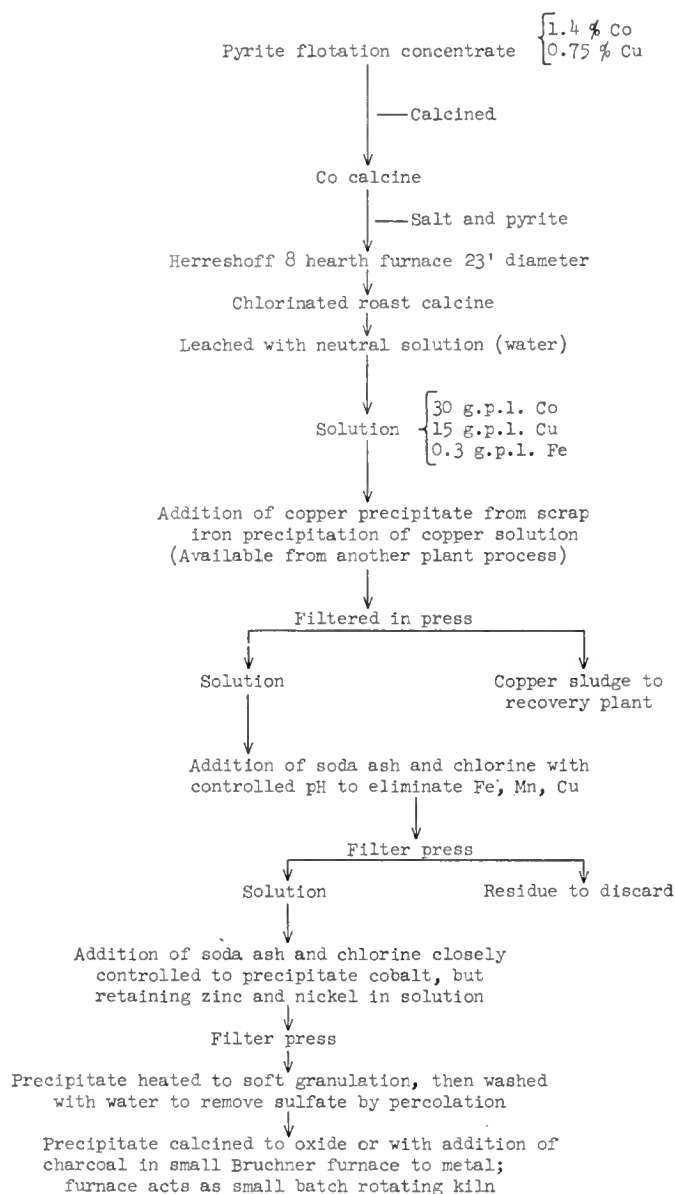 Pyrite flotation concentrate
1.4 % Co
0.75 % Cu
Calcined
Co calcine
Salt and pyrite
Herreshoff 8 hearth furnace 23' diameter
Chlorinated roast calcine
Leached with neutral solution (water)
Solution
30 g.p.l. Co
15 g.p.l. Cu
0.3 g.p.l. Fe
Addition of copper precipitate from scrap
iron precipitation of copper solution
(Available from another plant process)
Filtered in press
Solution
Copper sludge to
recovery plant
Addition of soda ash and chlorine with
controlled pH to eliminate Fe, Mn, Cu
Filter press
Solution
Residue to discard
Addition of soda ash and chlorine closely
controlled to precipitate cobalt, but
retaining zinc and nickel in solution
Filter press
Precipitate heated to soft granulation, then washed
with water to remove sulfate by percolation
Precipitate calcined to oxide or with addition of
charcoal in small Bruchner furnace to metal;
furnace acts as small batch rotating kiln